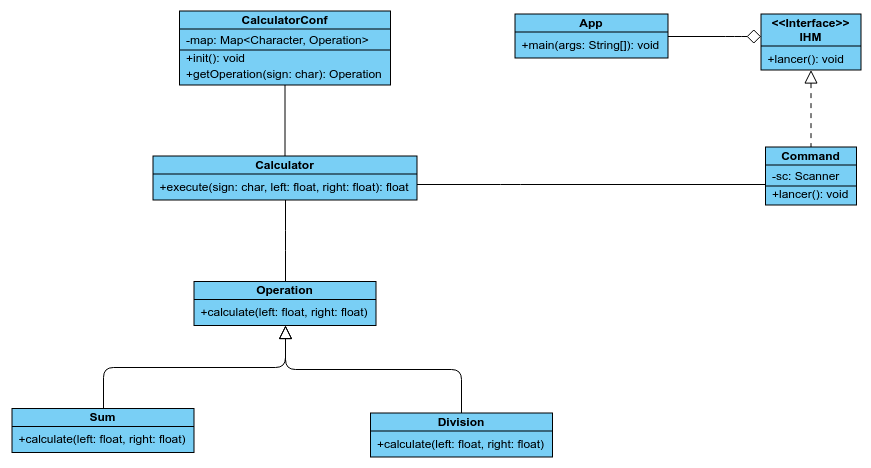 CalculatorConf
-map: Map<Character, Operation>
+init(): void
+getOperation(sign: char): Operation
App
+main(args: String[]): void
<<Interface>>
IHM
+lancer(): void
Calculator
+execute(sign: char, left: float, right: float): float
Command
-sc: Scanner
+lancer(): void
Operation
+calculate(left: float, right: float)
Sum
+calculate(left: float, right: float)
Division
+calculate(left: float, right: float)